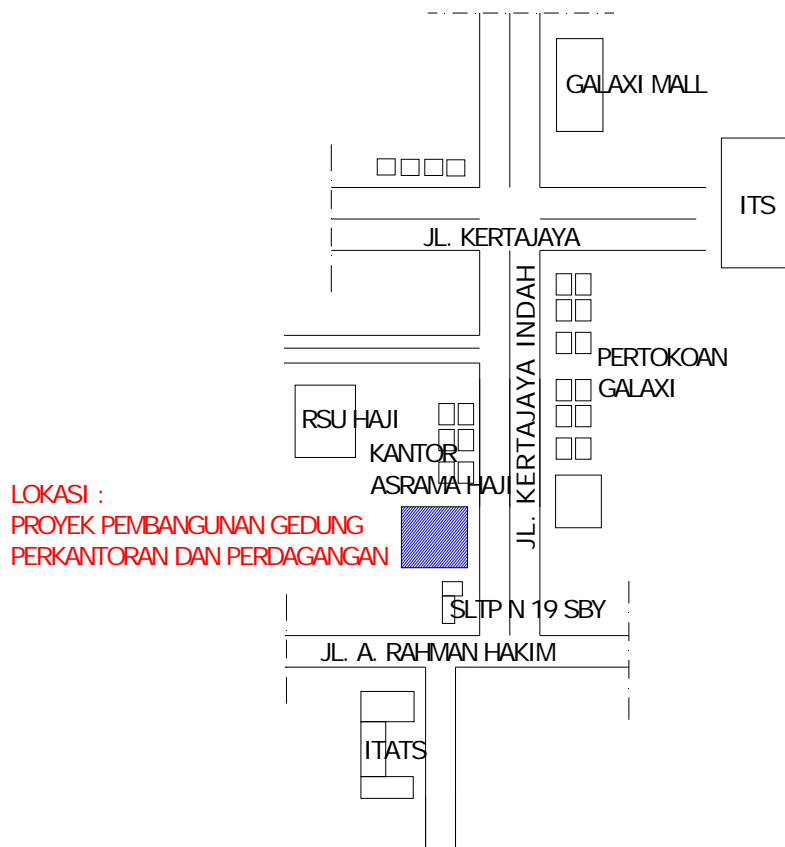 GALAXI MALL
ITS
JL. KERTAJAYA
JL. KERTAJAYA INDAH
PERTOKOAN
GALAXI
RSU HAJI
KANTOR
ASRAMA HAJI
LOKASI :
PROYEK PEMBANGUNAN GEDUNG
PERKANTORAN DAN PERDAGANGAN
SLTP N 19 SBY
JL. A. RAHMAN HAKIM
ITATS